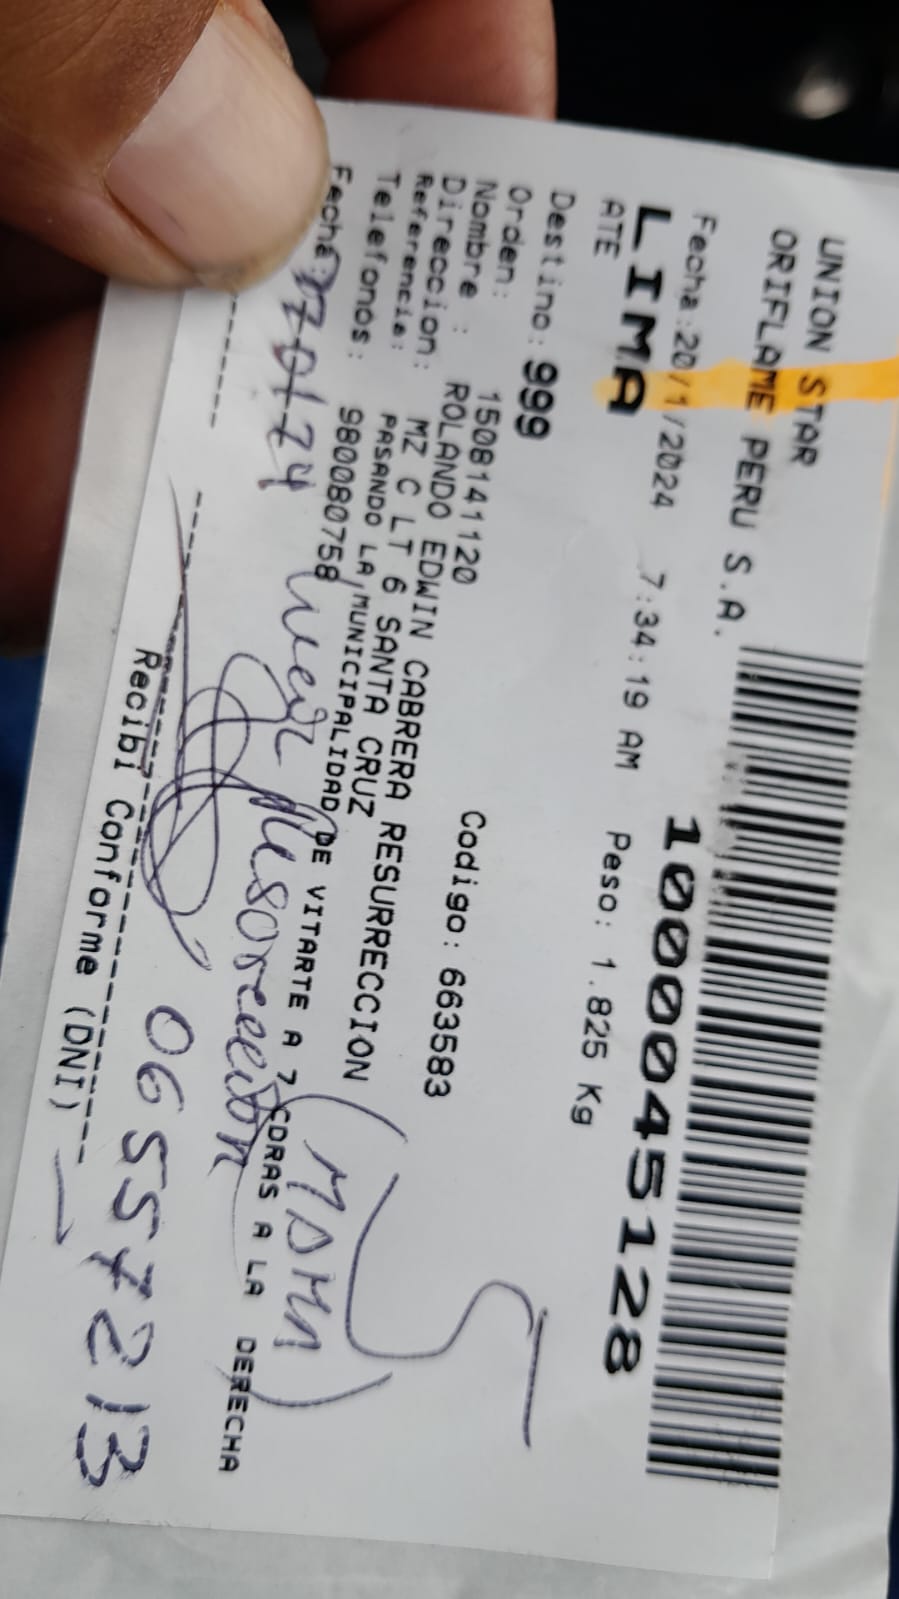 UNION STAR
ORIFLAME PERU S.A.
1000045128
Fecha:20/1/2024 7:34:19 AM Peso: 1.825 Kg
LIMA
ATE
Destino: 999
Orden: 1508141120 Codigo: 663583
Nombre : ROLANDO EDWIN CABRERA RESURRECCION
Direccion: MZ C LT 6 SANTA CRUZ
Referencia: PASANDO LA MUNICIPALIDAD DE VITARTE A 7 CDRAS A LA DERECHA
Telefonos: 980080758
Fecha:
(MAMA)
06557213
Recibi Conforme (DNI)